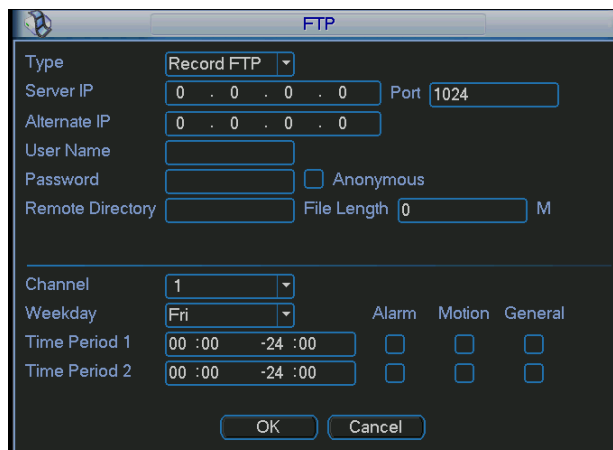 FTP
Type Record FTP
Server IP 0 . 0 . 0 . 0 Port 1024
Alternate IP 0 . 0 . 0 . 0
User Name
Password Anonymous
Remote Directory File Length 0 M
Channel 1
Weekday Fri Alarm Motion General
Time Period 1 00 :00 -24 :00
Time Period 2 00 :00 -24 :00
OK Cancel